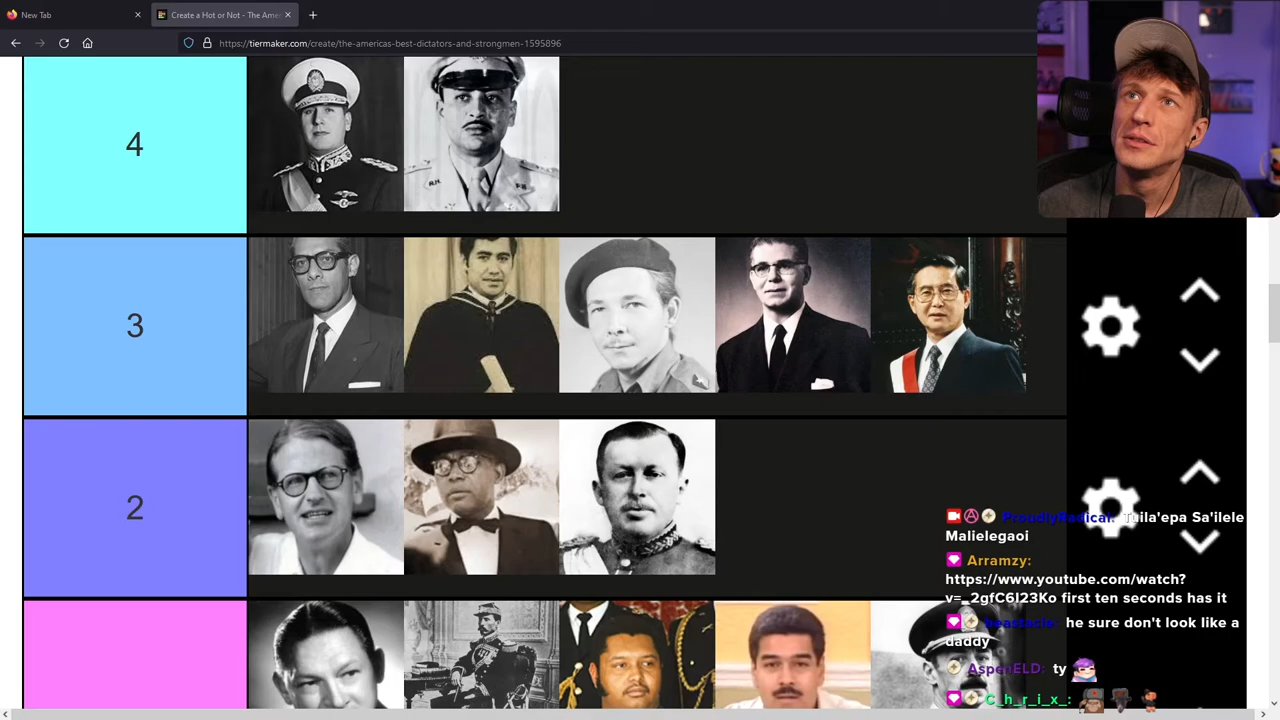 New Tab
Create a Hot or Not - The Ame
https://tiermaker.com/create/the-americas-best-dictators-and-strongmen-1595896
4
3
2
ProudlyRadical: Tuila'epa Sa'ilele
Malielegaoi
Arramzy:
https://www.youtube.com/watch?
v=_2gfC6I23Ko first ten seconds has it
he sure don't look like a
daddy
AspenELD: ty
C_h_r_i_x_: